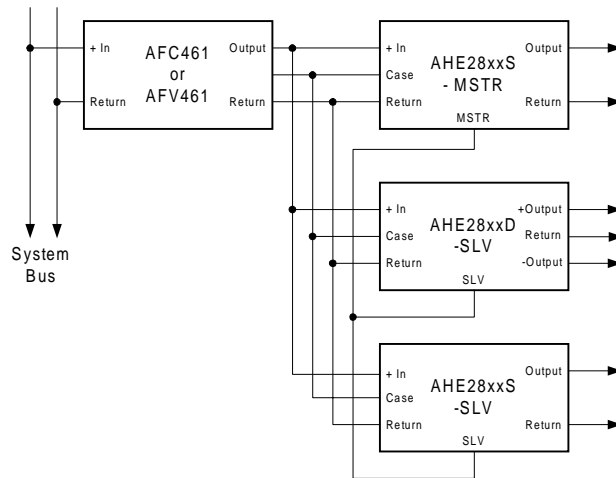 + In
Return
AFC461
or
AFV461
Output
Return
System
Bus
+ In
Case
Return
AHE28xxS
- MSTR
MSTR
Output
Return
+ In
Case
Return
AHE28xxD
-SLV
SLV
+Output
Return
-Output
+ In
Case
Return
AHE28xxS
-SLV
SLV
Output
Return